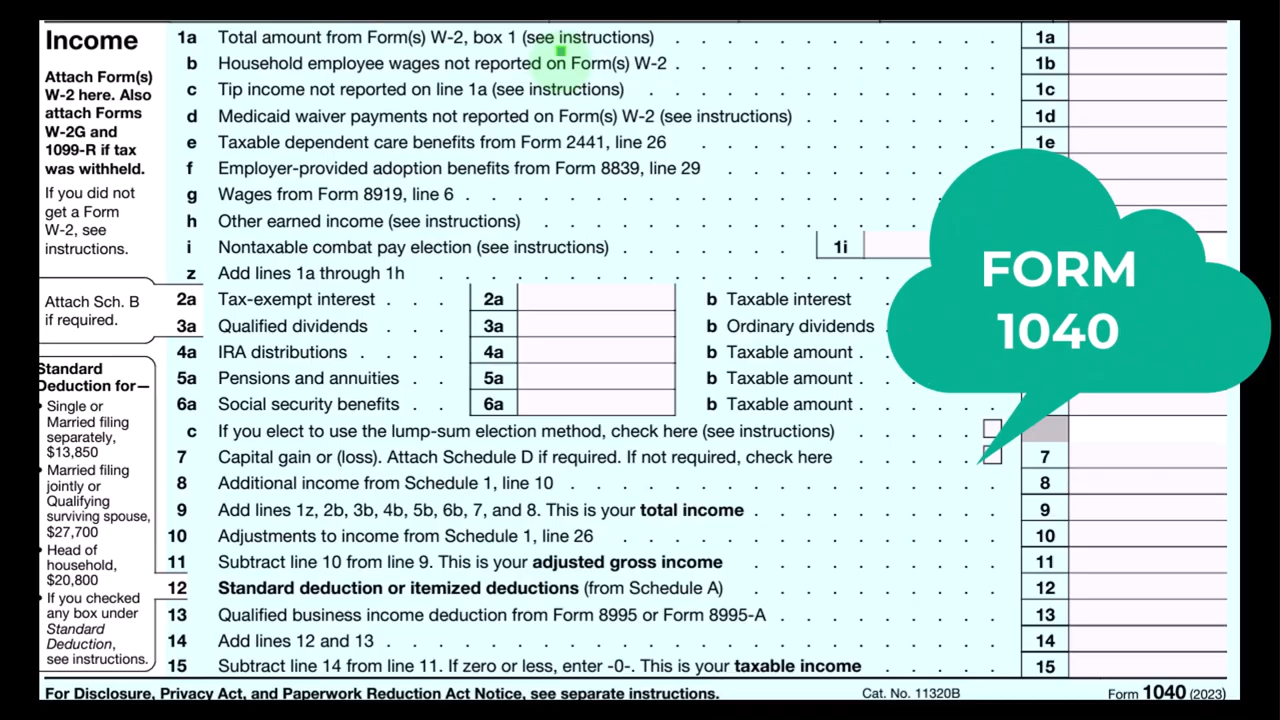 Income
Attach Form(s)
W-2 here. Also
attach Forms
W-2G and
1099-R if tax
was withheld.
If you did not
get a Form
W-2, see
instructions.
Attach Sch. B
if required.
Standard
Deduction for—
• Single or
Married filing
separately,
$13,850
• Married filing
jointly or
Qualifying
surviving spouse,
$27,700
• Head of
household,
$20,800
• If you checked
any box under
Standard
Deduction,
see instructions.
1a Total amount from Form(s) W-2, box 1 (see instructions) . . . . . . . . . . . . . 1a
b Household employee wages not reported on Form(s) W-2 . . . . . . . . . . . . . 1b
c Tip income not reported on line 1a (see instructions) . . . . . . . . . . . . . . 1c
d Medicaid waiver payments not reported on Form(s) W-2 (see instructions) . . . . . . . . 1d
e Taxable dependent care benefits from Form 2441, line 26 . . . . . . . . . . . . 1e
f Employer-provided adoption benefits from Form 8839, line 29 . . . . . . . .
g Wages from Form 8919, line 6 . . . . . . . . . . . . . . . . . .
h Other earned income (see instructions) . . . . . . . . . . . . . . .
i Nontaxable combat pay election (see instructions) . . . . . . . 1i
z Add lines 1a through 1h . . . . . . . . . . . . . . . . . .
2a Tax-exempt interest . . . 2a b Taxable interest
3a Qualified dividends . . . 3a b Ordinary dividends .
4a IRA distributions . . . . 4a b Taxable amount . .
5a Pensions and annuities . . 5a b Taxable amount . .
6a Social security benefits . . 6a b Taxable amount . . . . . . .
c If you elect to use the lump-sum election method, check here (see instructions) . . . . .
7 Capital gain or (loss). Attach Schedule D if required. If not required, check here . . . . . 7
8 Additional income from Schedule 1, line 10 . . . . . . . . . . . . . . . . . 8
9 Add lines 1z, 2b, 3b, 4b, 5b, 6b, 7, and 8. This is your total income . . . . . . . . . . 9
10 Adjustments to income from Schedule 1, line 26 . . . . . . . . . . . . . . . 10
11 Subtract line 10 from line 9. This is your adjusted gross income . . . . . . . . . . 11
12 Standard deduction or itemized deductions (from Schedule A) . . . . . . . . . . 12
13 Qualified business income deduction from Form 8995 or Form 8995-A . . . . . . . . . 13
14 Add lines 12 and 13 . . . . . . . . . . . . . . . . . . . . . . . 14
15 Subtract line 14 from line 11. If zero or less, enter -0-. This is your taxable income . . . . . 15
FORM
1040
For Disclosure, Privacy Act, and Paperwork Reduction Act Notice, see separate instructions. Cat. No. 11320B Form 1040 (2023)